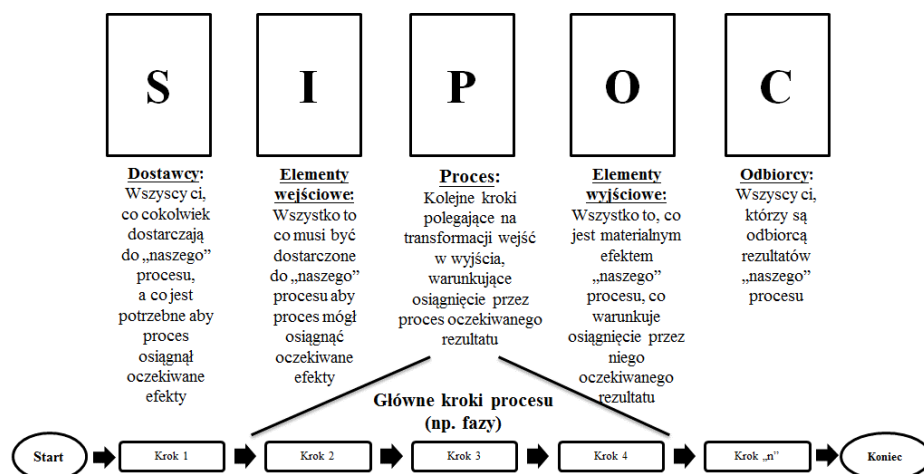 S
I
P
O
C
Dostawcy:
Wszyscy ci,
co cokolwiek
dostarczają
do „naszego”
procesu,
a co jest
potrzebne aby
proces
osiągnął
oczekiwane
efekty
Elementy
wejściowe:
Wszystko to
co musi być
dostarczone
do „naszego”
procesu aby
proces mógł
osiągnąć
oczekiwane
efekty
Proces:
Kolejne kroki
polegające na
transformacji wejść
w wyjścia,
warunkujące
osiągnięcie przez
proces oczekiwanego
rezultatu
Elementy
wyjściowe:
Wszystko to, co
jest materialnym
efektem
„naszego”
procesu, co
warunkuje
osiągnięcie przez
niego
oczekiwanego
rezultatu
Odbiorcy:
Wszyscy ci,
którzy są
odbiorcą
rezultatów
„naszego”
procesu
Główne kroki procesu
(np. fazy)
Start
Krok 1
Krok 2
Krok 3
Krok 4
Krok „n”
Koniec